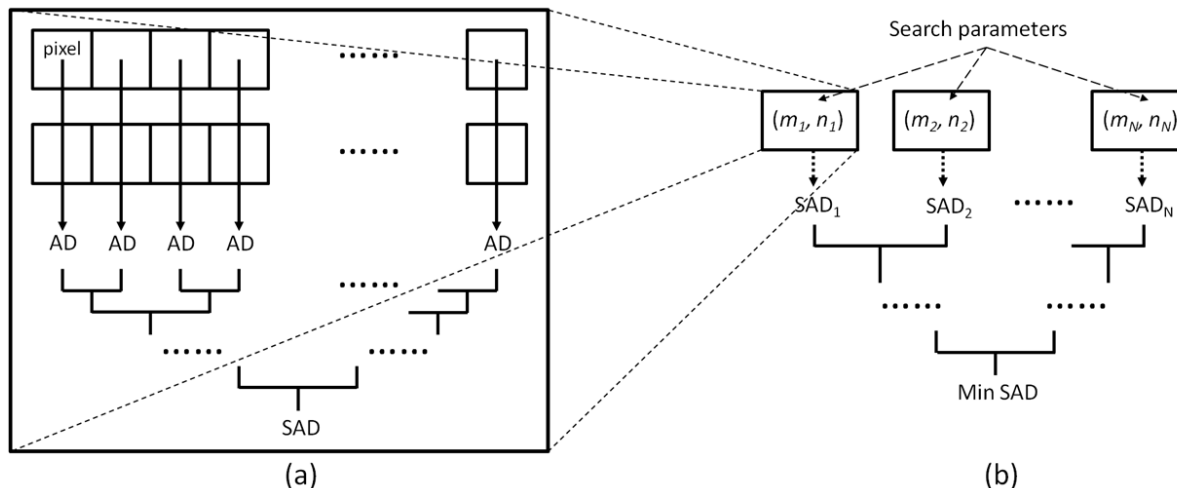 pixel
......
......
AD AD AD AD AD
......
...... ......
SAD
(a)
Search parameters
(m1, n1) (m2, n2) (mN, nN)
SAD1 SAD2 ...... SADN
...... ......
Min SAD
(b)